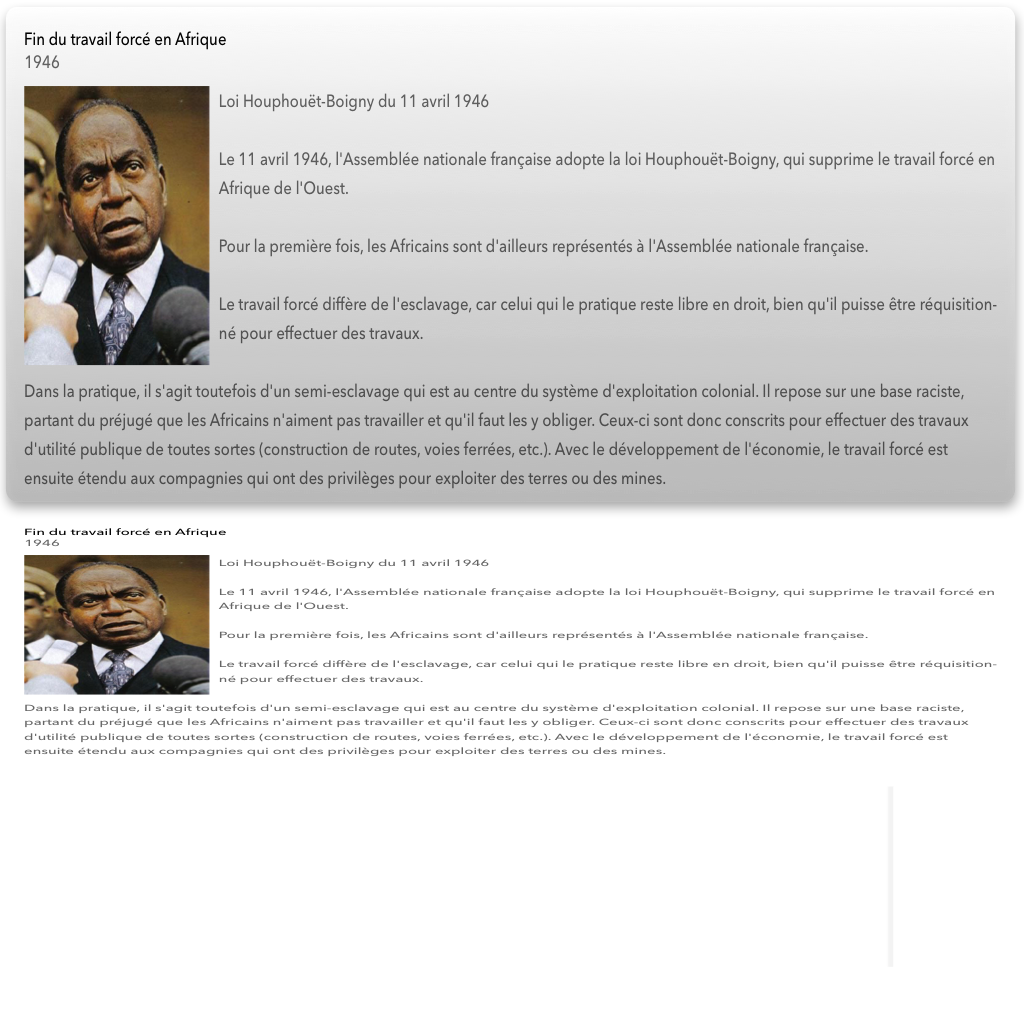 Fin du travail forcé en Afrique
1946
Loi Houphouët-Boigny du 11 avril 1946
Le 11 avril 1946, l'Assemblée nationale française adopte la loi Houphouët-Boigny, qui supprime le travail forcé en
Afrique de l'Ouest.
Pour la première fois, les Africains sont d'ailleurs représentés à l'Assemblée nationale française.
Le travail forcé diffère de l'esclavage, car celui qui le pratique reste libre en droit, bien qu'il puisse être réquisition-
né pour effectuer des travaux.
Dans la pratique, il s'agit toutefois d'un semi-esclavage qui est au centre du système d'exploitation colonial. Il repose sur une base raciste,
partant du préjugé que les Africains n'aiment pas travailler et qu'il faut les y obliger. Ceux-ci sont donc conscrits pour effectuer des travaux
d'utilité publique de toutes sortes (construction de routes, voies ferrées, etc.). Avec le développement de l'économie, le travail forcé est
ensuite étendu aux compagnies qui ont des privilèges pour exploiter des terres ou des mines.
Fin du travail forcé en Afrique
1946
Loi Houphouët-Boigny du 11 avril 1946
Le 11 avril 1946, l'Assemblée nationale française adopte la loi Houphouët-Boigny, qui supprime le travail forcé en
Afrique de l'Ouest.
Pour la première fois, les Africains sont d'ailleurs représentés à l'Assemblée nationale française.
Le travail forcé diffère de l'esclavage, car celui qui le pratique reste libre en droit, bien qu'il puisse être réquisition-
né pour effectuer des travaux.
Dans la pratique, il s'agit toutefois d'un semi-esclavage qui est au centre du système d'exploitation colonial. Il repose sur une base raciste,
partant du préjugé que les Africains n'aiment pas travailler et qu'il faut les y obliger. Ceux-ci sont donc conscrits pour effectuer des travaux
d'utilité publique de toutes sortes (construction de routes, voies ferrées, etc.). Avec le développement de l'économie, le travail forcé est
ensuite étendu aux compagnies qui ont des privilèges pour exploiter des terres ou des mines.